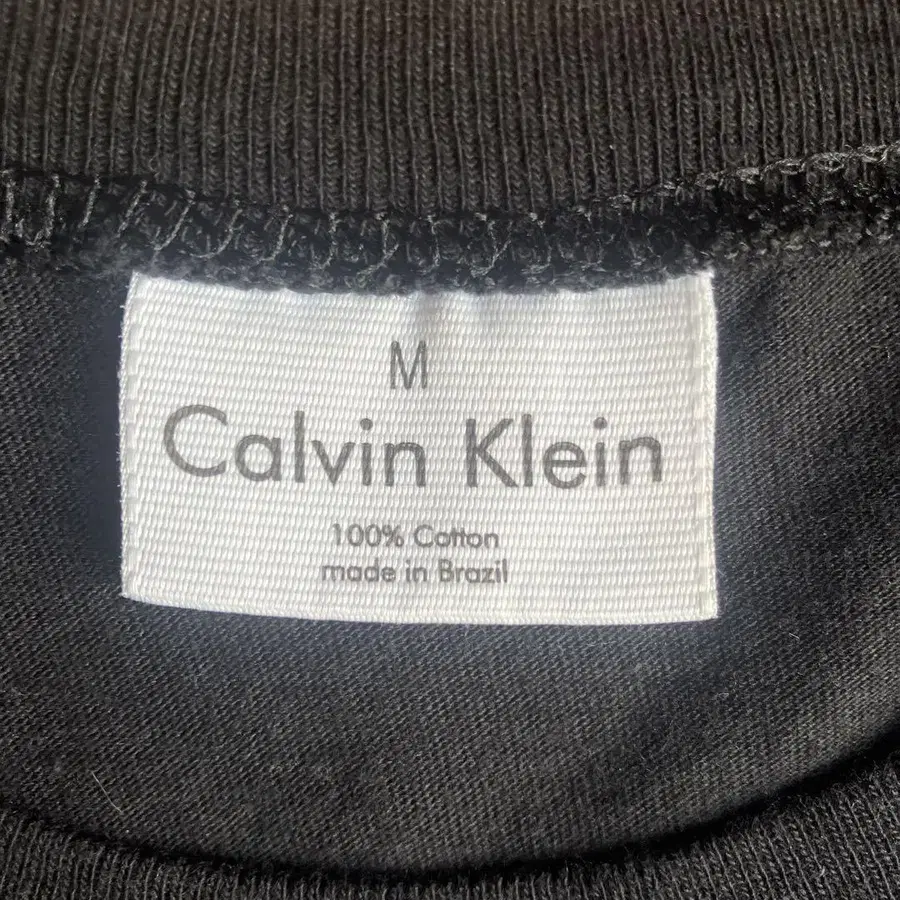 M
Calvin Klein
100% Cotton
made in Brazil